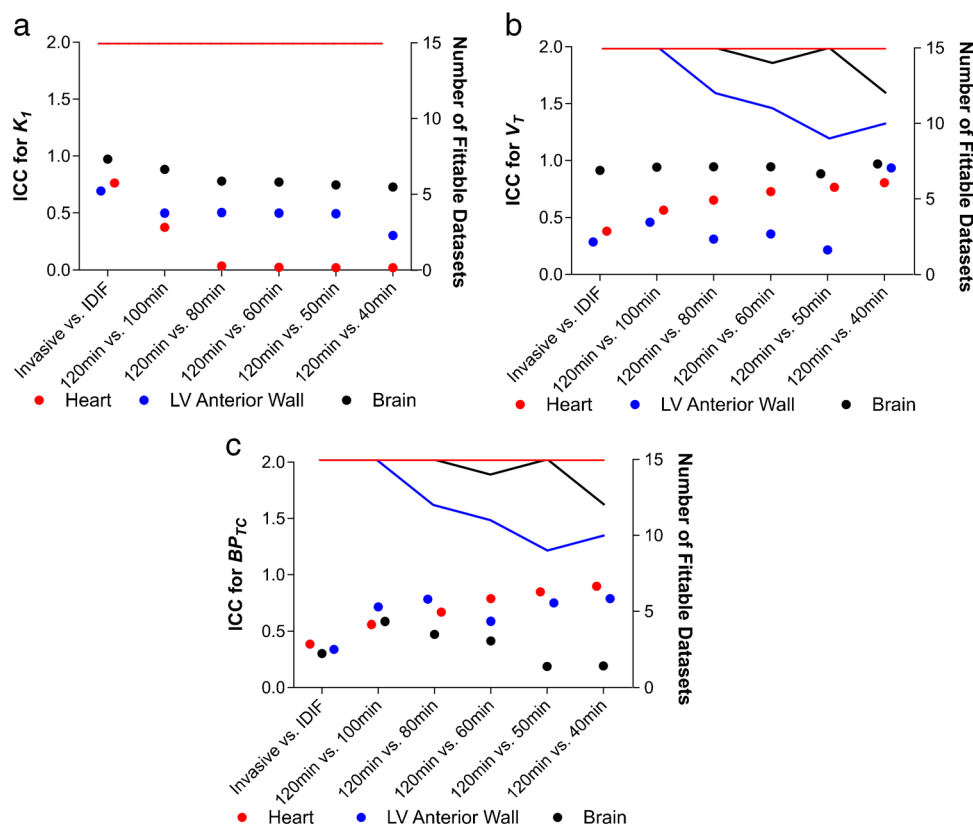 a
ICC for K1
2.0
1.5
1.0
0.5
0.0
15
10
5
0
Number of Fittable Datasets
Invasive vs. IDIF
120min vs. 100min
120min vs. 80min
120min vs. 60min
120min vs. 50min
120min vs. 40min
Heart
LV Anterior Wall
Brain
b
ICC for VT
2.0
1.5
1.0
0.5
0.0
15
10
5
0
Number of Fittable Datasets
Invasive vs. IDIF
120min vs. 100min
120min vs. 80min
120min vs. 60min
120min vs. 50min
120min vs. 40min
Heart
LV Anterior Wall
Brain
c
ICC for BPTC
2.0
1.5
1.0
0.5
0.0
15
10
5
0
Number of Fittable Datasets
Invasive vs. IDIF
120min vs. 100min
120min vs. 80min
120min vs. 60min
120min vs. 50min
120min vs. 40min
Heart
LV Anterior Wall
Brain